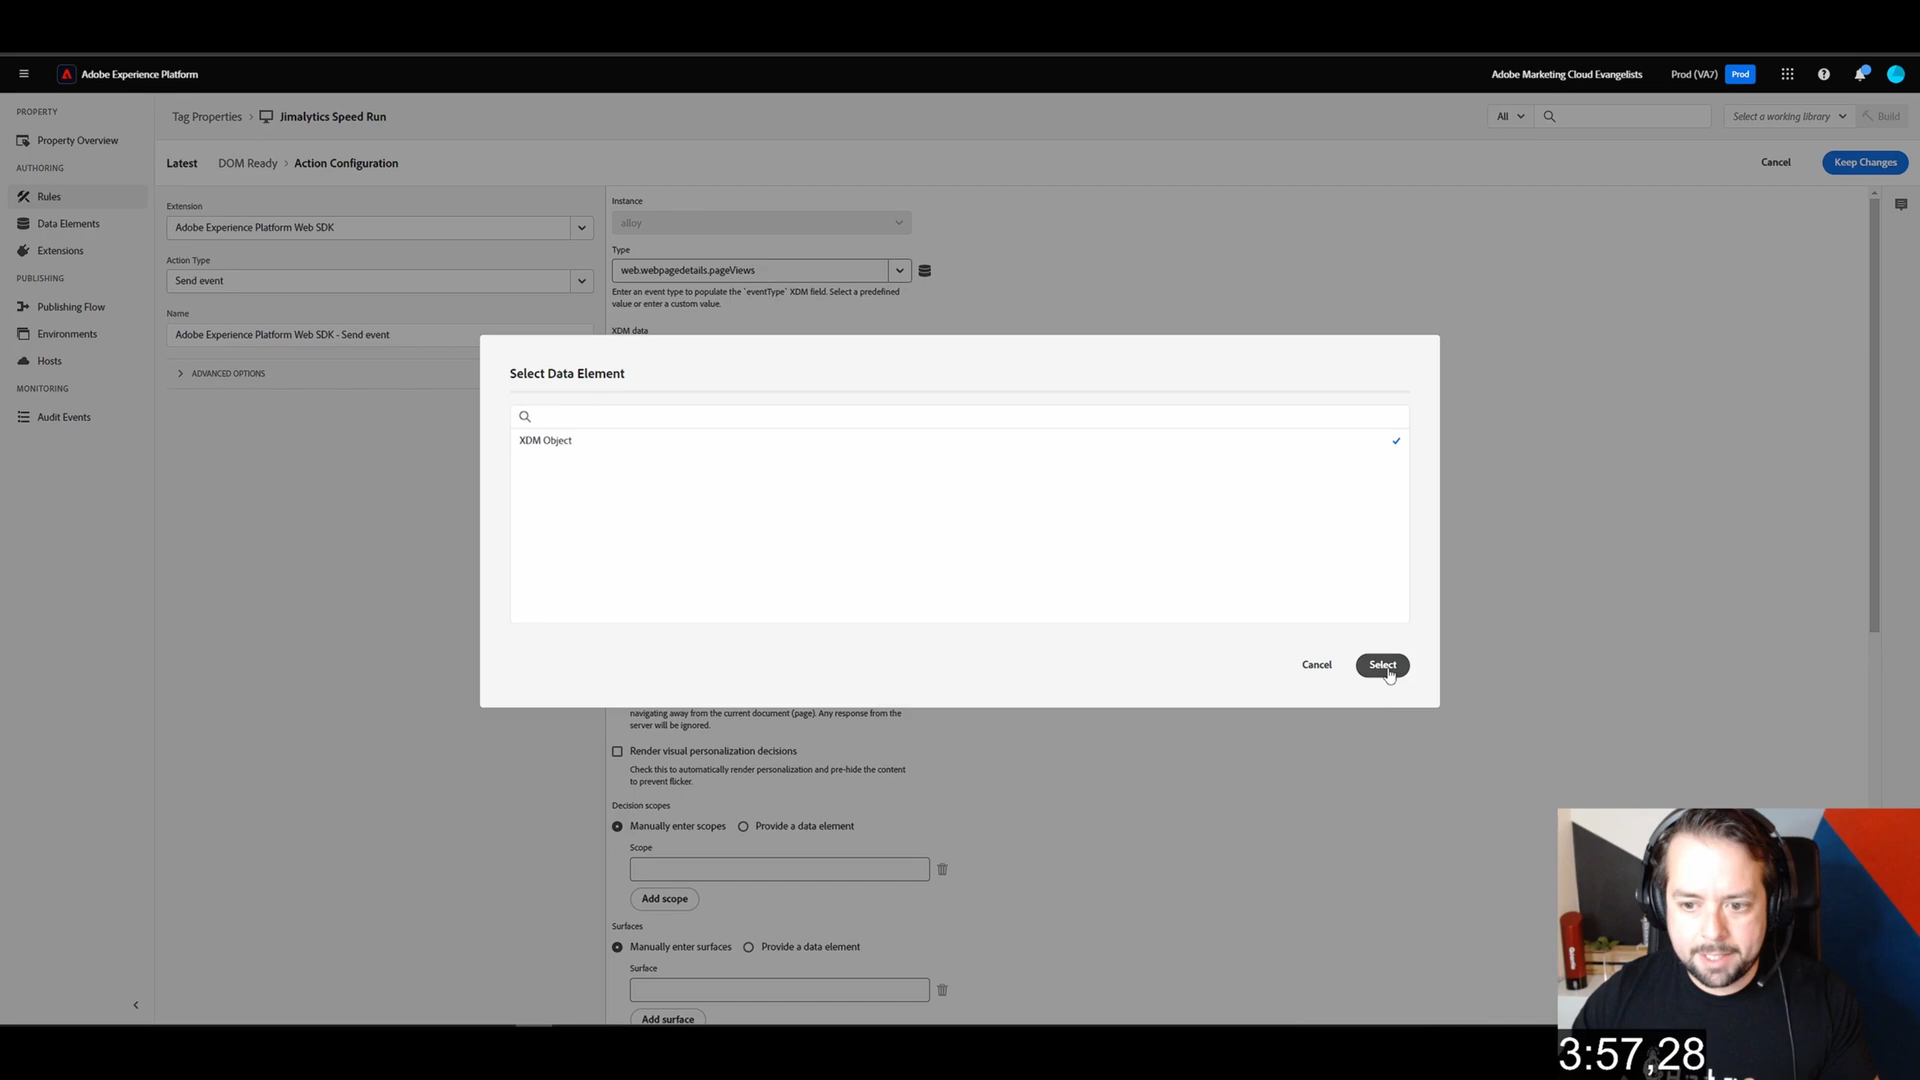 Adobe Experience Platform
Adobe Marketing Cloud Evangelists
Prod (VA7)
Prod
PROPERTY
Property Overview
AUTHORING
Rules
Data Elements
Extensions
PUBLISHING
Publishing Flow
Environments
Hosts
MONITORING
Audit Events
Tag Properties
Jimalytics Speed Run
All
Select a working library
Build
Latest
DOM Ready
Action Configuration
Cancel
Keep Changes
Extension
Adobe Experience Platform Web SDK
Action Type
Send event
Name
Adobe Experience Platform Web SDK - Send event
ADVANCED OPTIONS
Instance
alloy
Type
web.webpagedetails.pageViews
Enter an event type to populate the `eventType` XDM field. Select a predefined
value or enter a custom value.
XDM data
Select Data Element
XDM Object
Cancel
Select
navigating away from the current document (page). Any response from the
server will be ignored.
Render visual personalization decisions
Check this to automatically render personalization and pre-hide the content
to prevent flicker.
Decision scopes
Manually enter scopes
Provide a data element
Scope
Add scope
Surfaces
Manually enter surfaces
Provide a data element
Surface
Add surface
3:57,28